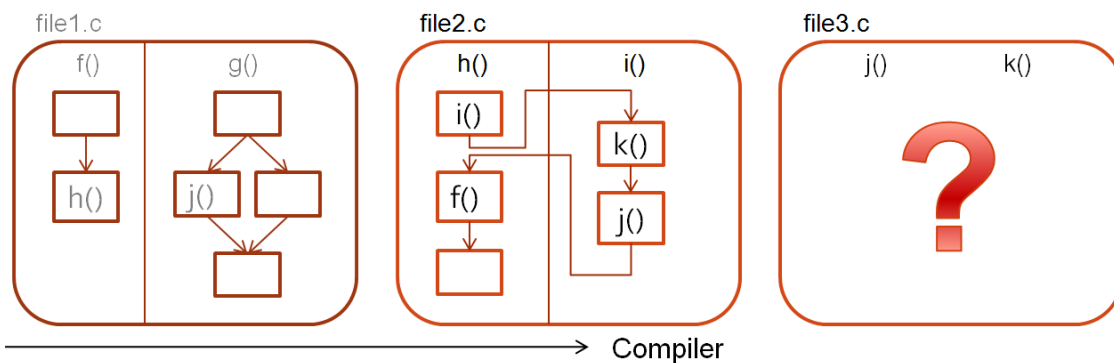 file1.c
f()
g()
h()
j()
file2.c
h()
i()
i()
k()
f()
j()
file3.c
j()
k()
?
Compiler